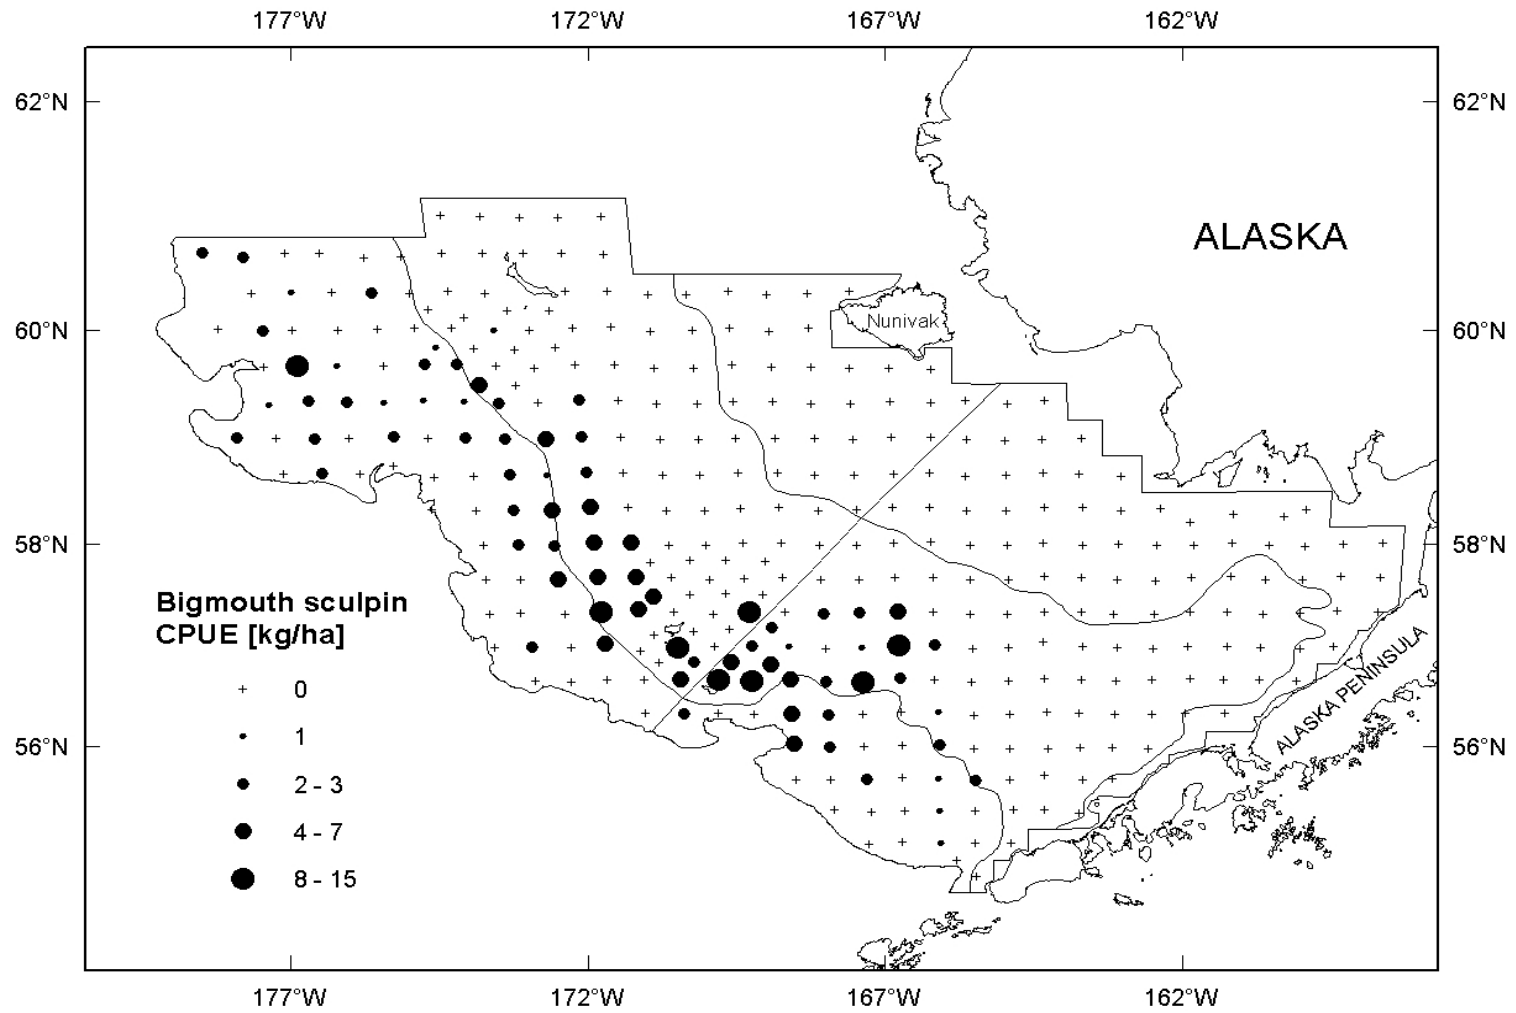 177°W 172°W 167°W 162°W
62°N 62°N
ALASKA
60°N Nunivak 60°N
58°N 58°N
Bigmouth sculpin
CPUE [kg/ha]
0
1
2 - 3
4 - 7
8 - 15
ALASKA PENINSULA
56°N 56°N
177°W 172°W 167°W 162°W